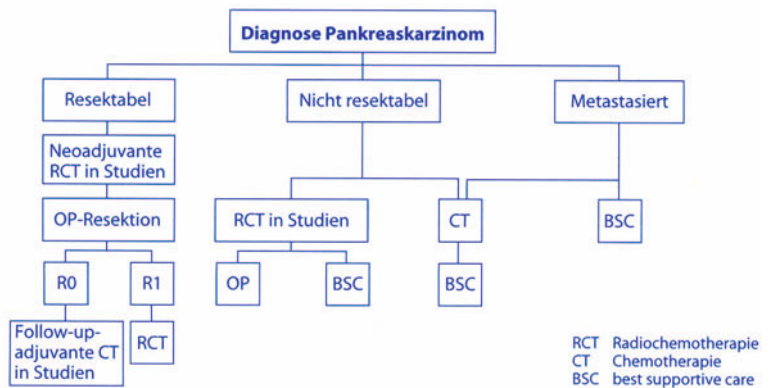 Diagnose Pankreaskarzinom
Resektabel
Nicht resektabel
Metastasiert
Neoadjuvante
RCT in Studien
OP-Resektion
RCT in Studien
CT
BSC
R0
R1
OP
BSC
BSC
Follow-up-
adjuvante CT
in Studien
RCT
RCT Radiochemotherapie
CT Chemotherapie
BSC best supportive care